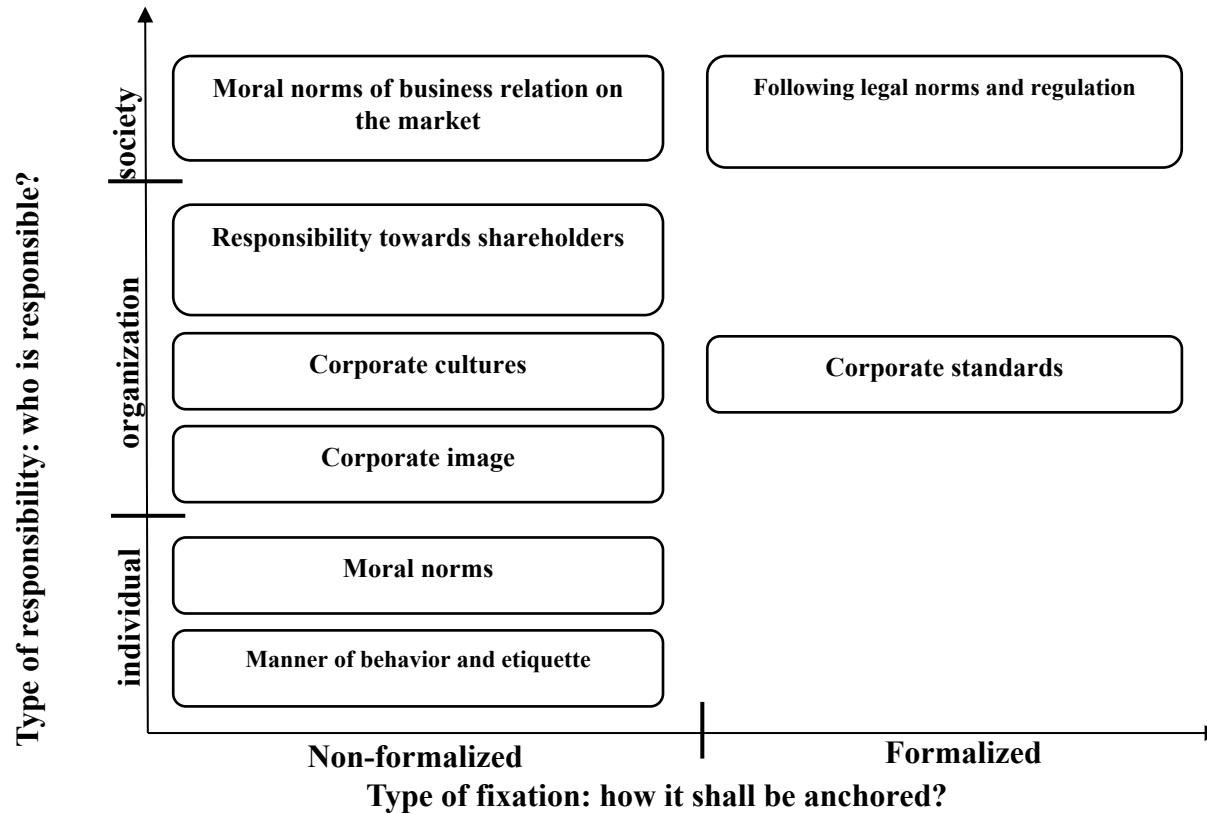 Type of responsibility: who is responsible?
society
organization
individual
Moral norms of business relation on
the market
Following legal norms and regulation
Responsibility towards shareholders
Corporate cultures
Corporate standards
Corporate image
Moral norms
Manner of behavior and etiquette
Non-formalized
Formalized
Type of fixation: how it shall be anchored?